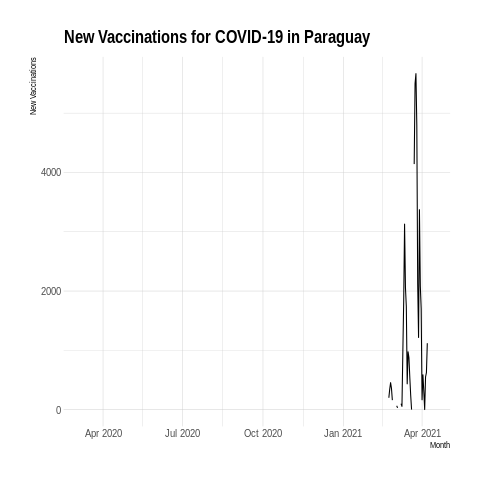 New Vaccinations for COVID-19 in Paraguay
New Vaccinations
4000
2000
0
Apr 2020
Jul 2020
Oct 2020
Jan 2021
Apr 2021
Month